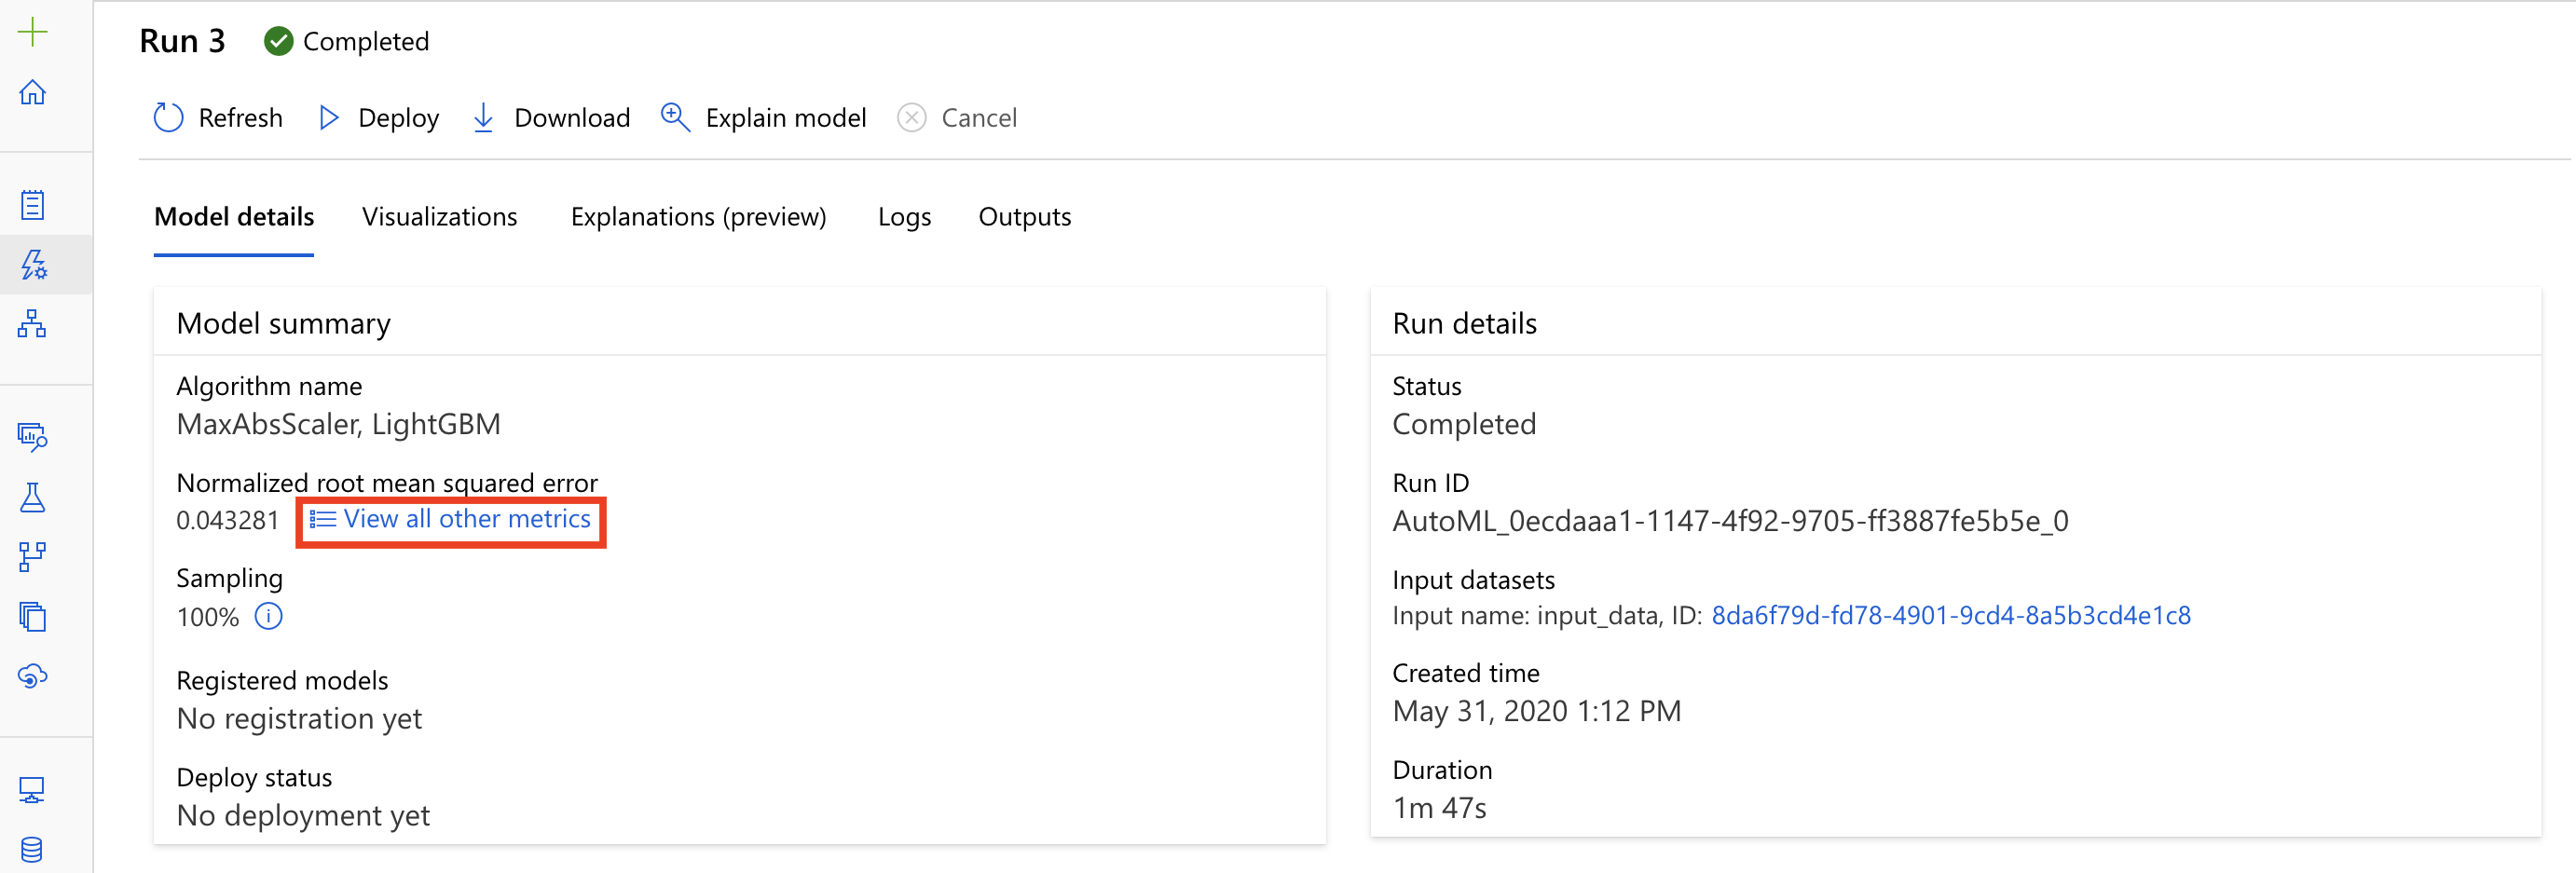 Run 3 Completed
Refresh Deploy Download Explain model Cancel
Model details Visualizations Explanations (preview) Logs Outputs
Model summary
Algorithm name
MaxAbsScaler, LightGBM
Normalized root mean squared error
0.043281 View all other metrics
Sampling
100%
Registered models
No registration yet
Deploy status
No deployment yet
Run details
Status
Completed
Run ID
AutoML_0ecdaaa1-1147-4f92-9705-ff3887fe5b5e_0
Input datasets
Input name: input_data, ID: 8da6f79d-fd78-4901-9cd4-8a5b3cd4e1c8
Created time
May 31, 2020 1:12 PM
Duration
1m 47s